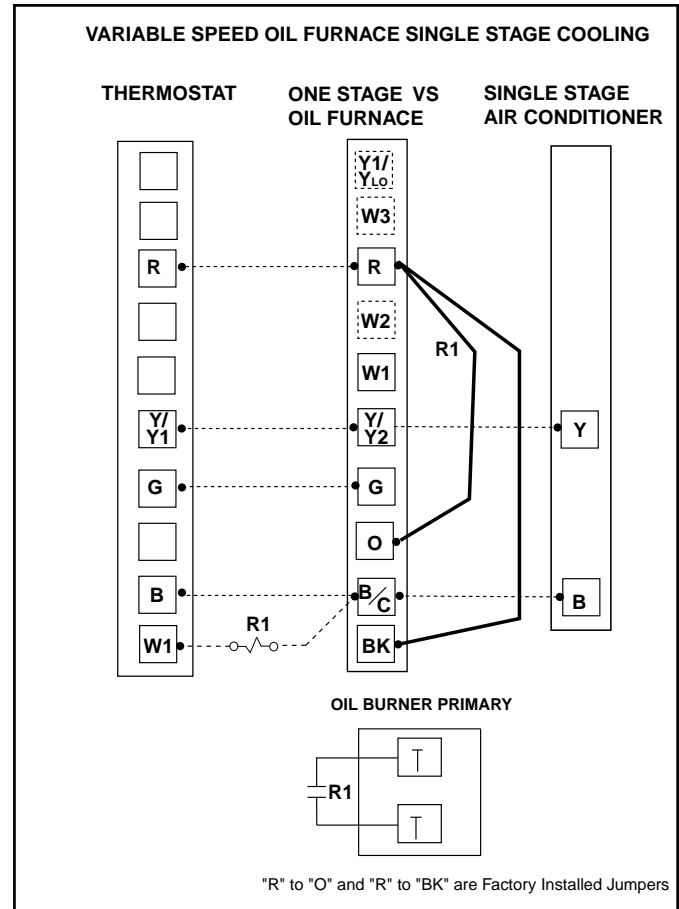 VARIABLE SPEED OIL FURNACE SINGLE STAGE COOLING
THERMOSTAT
ONE STAGE VS
OIL FURNACE
SINGLE STAGE
AIR CONDITIONER
R
Y/
Y1
G
B
W1
R1
Y1/
YLO
W3
R
W2
W1
Y/
Y2
G
O
B/C
BK
R1
Y
B
OIL BURNER PRIMARY
T
R1
T
"R" to "O" and "R" to "BK" are Factory Installed Jumpers